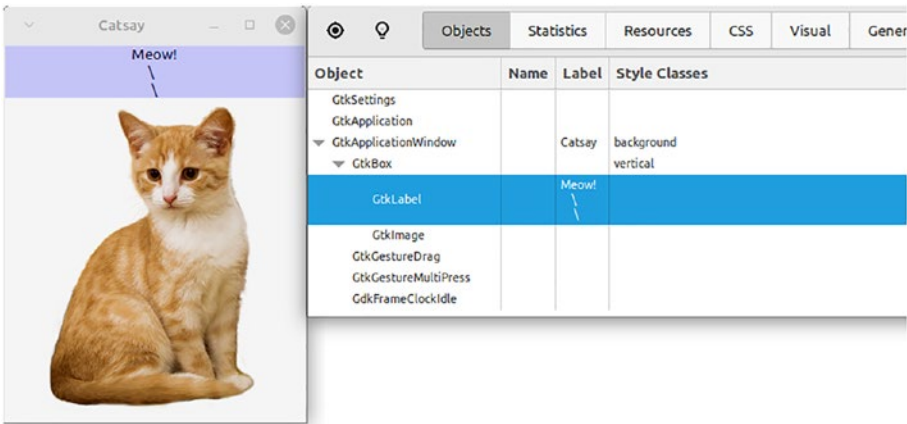 Catsay
Meow!
\
\
Objects Statistics Resources CSS Visual Gener
Object Name Label Style Classes
GtkSettings
GtkApplication
GtkApplicationWindow Catsay background
GtkBox vertical
GtkLabel Meow!
\
\
GtkImage
GtkGestureDrag
GtkGestureMultiPress
GdkFrameClockIdle